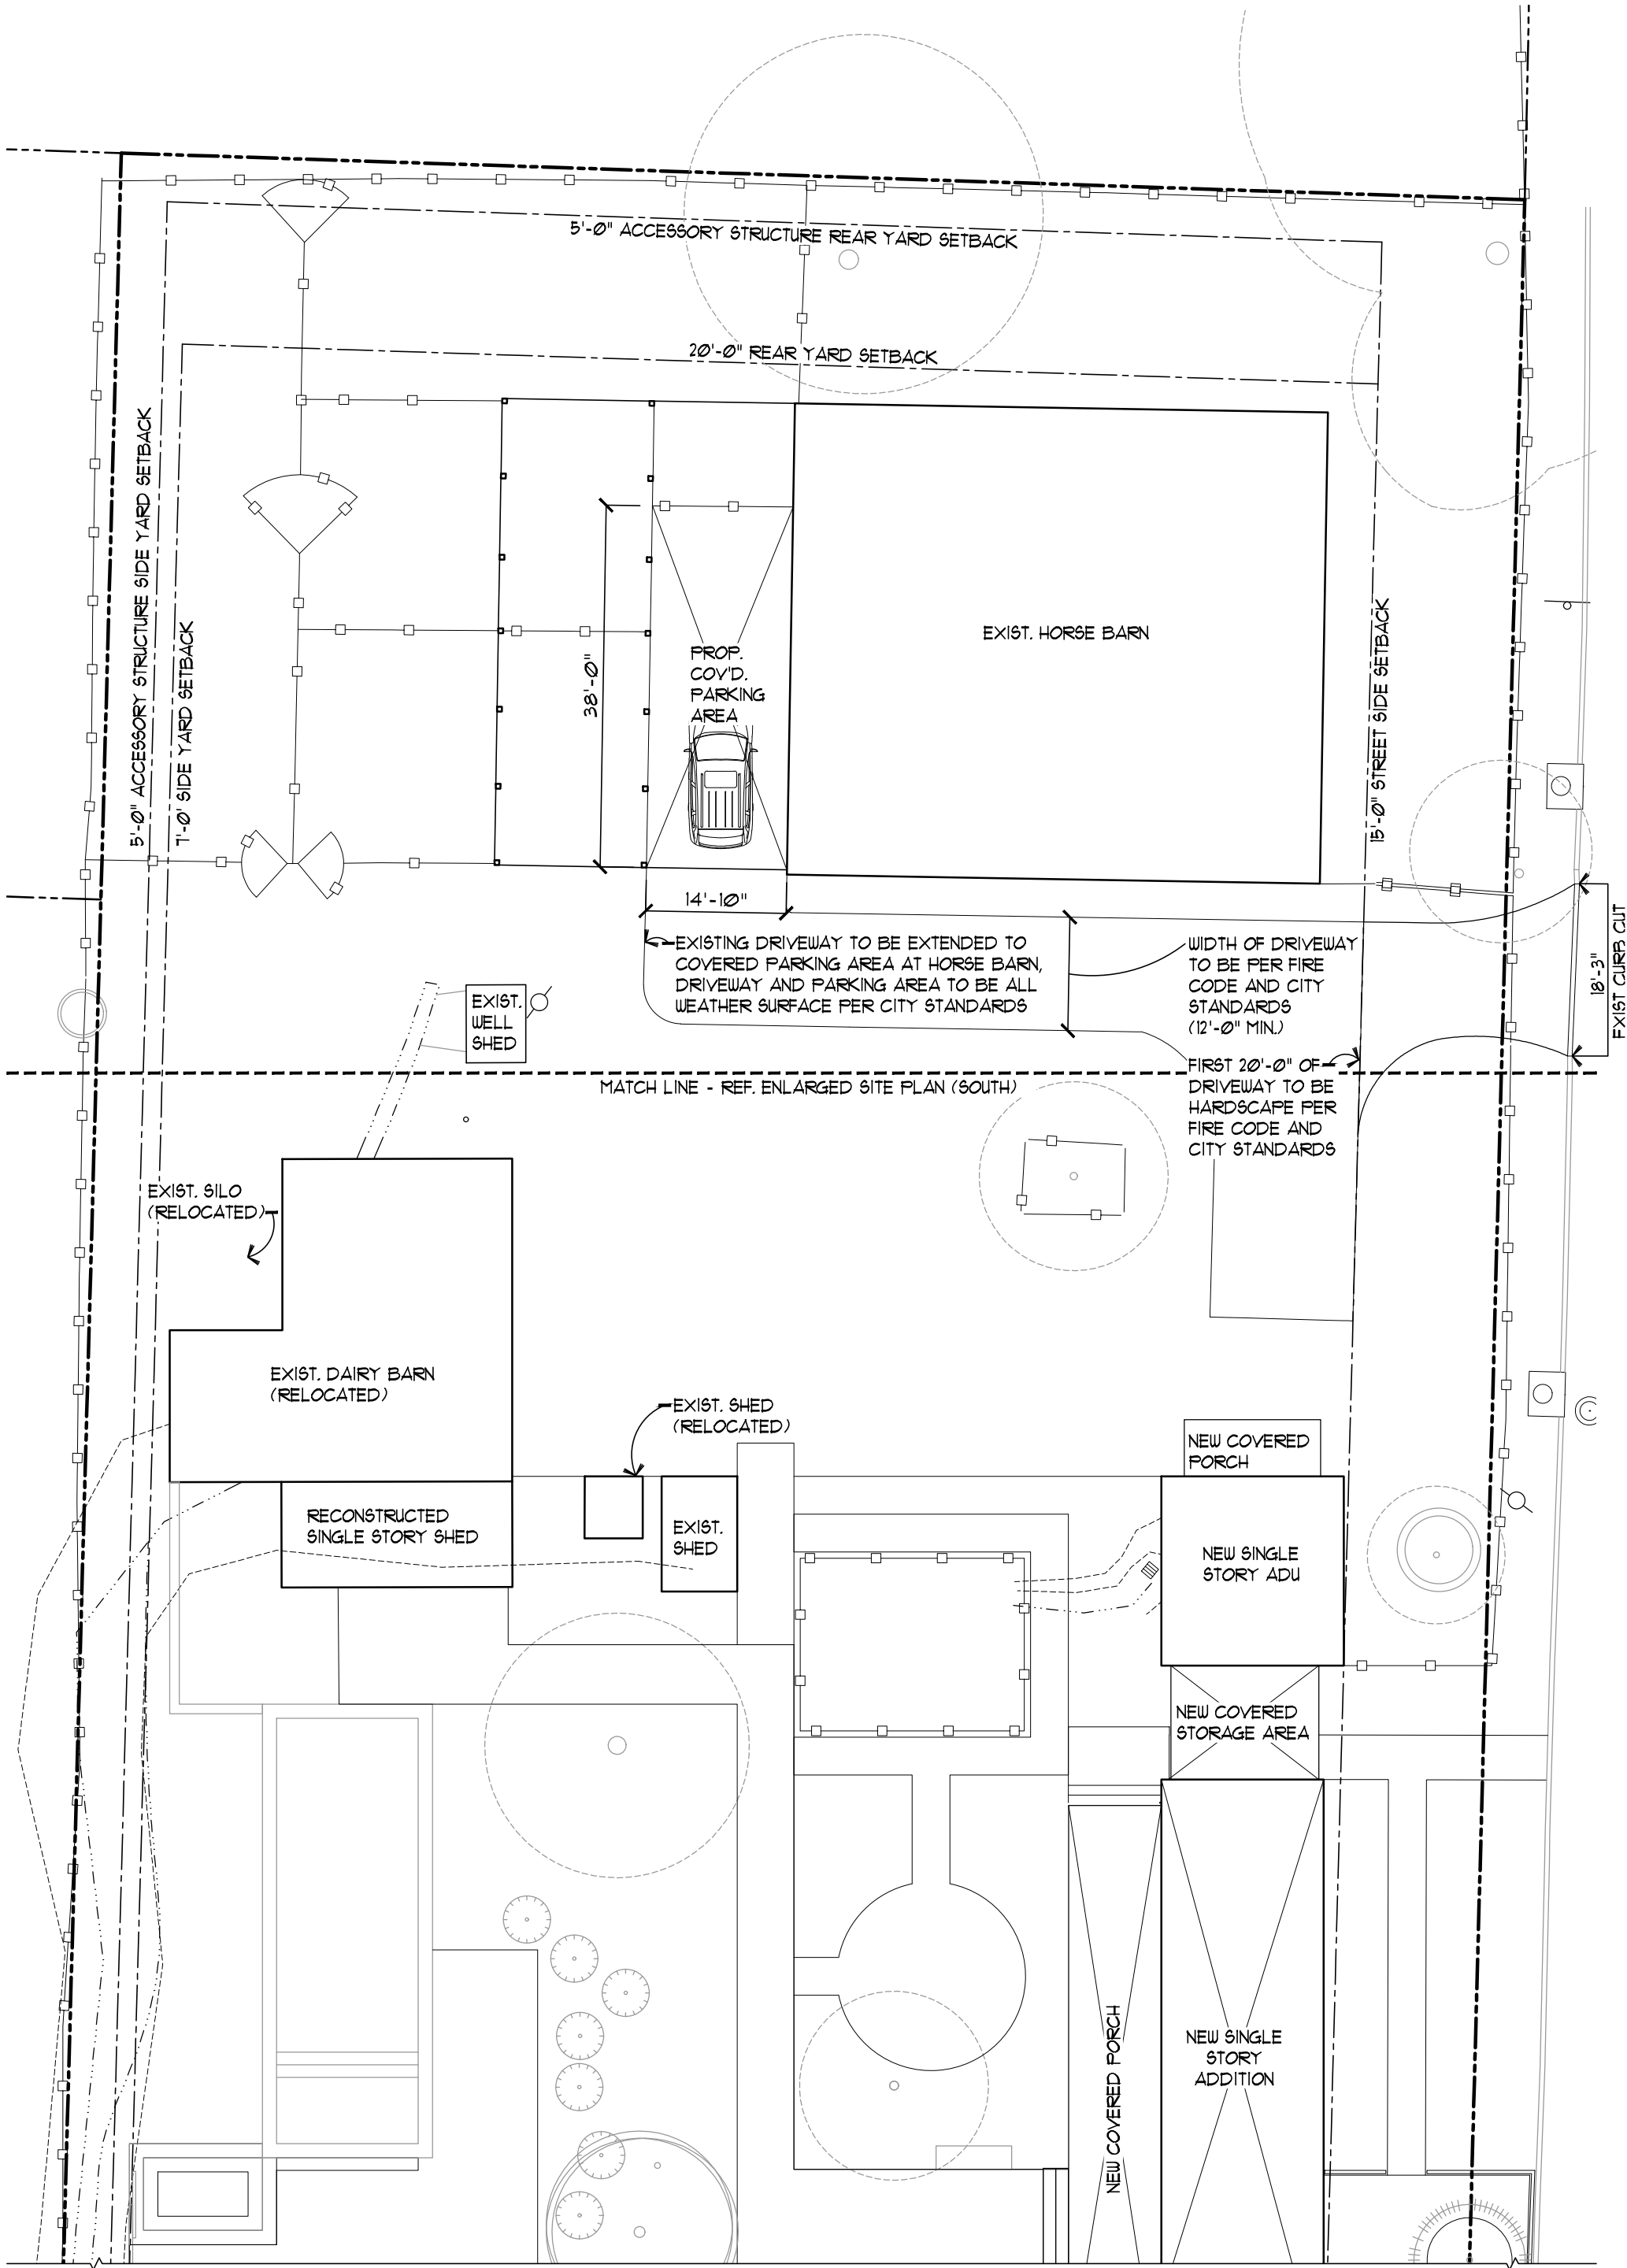 5'-0" ACCESSORY STRUCTURE REAR YARD SETBACK
20'-0" REAR YARD SETBACK
5'-0" ACCESSORY STRUCTURE SIDE YARD SETBACK
7'-0' SIDE YARD SETBACK
38'-0"
PROP.
COV'D.
PARKING
AREA
EXIST. HORSE BARN
15'-0" STREET SIDE SETBACK
14'-10"
EXISTING DRIVEWAY TO BE EXTENDED TO
COVERED PARKING AREA AT HORSE BARN,
DRIVEWAY AND PARKING AREA TO BE ALL
WEATHER SURFACE PER CITY STANDARDS
WIDTH OF DRIVEWAY
TO BE PER FIRE
CODE AND CITY
STANDARDS
(12'-0" MIN.)
18'-3"
EXIST CURB CUT
EXIST.
WELL
SHED
FIRST 20'-0" OF
DRIVEWAY TO BE
HARDSCAPE PER
FIRE CODE AND
CITY STANDARDS
MATCH LINE - REF. ENLARGED SITE PLAN (SOUTH)
EXIST. SILO
(RELOCATED)
EXIST. DAIRY BARN
(RELOCATED)
EXIST. SHED
(RELOCATED)
NEW COVERED
PORCH
RECONSTRUCTED
SINGLE STORY SHED
EXIST.
SHED
NEW SINGLE
STORY ADU
NEW COVERED
STORAGE AREA
NEW COVERED PORCH
NEW SINGLE
STORY
ADDITION